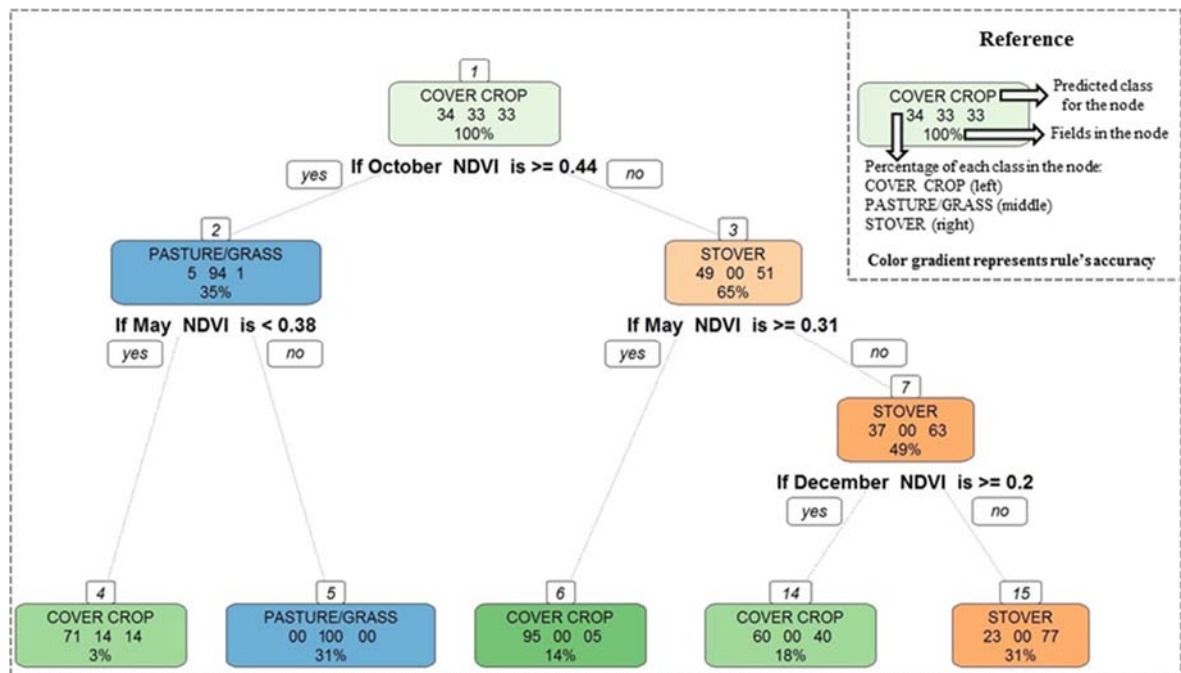 1
COVER CROP
34 33 33
100%
If October NDVI is >= 0.44
yes
no
2
PASTURE/GRASS
5 94 1
35%
If May NDVI is < 0.38
yes
no
3
STOVER
49 00 51
65%
If May NDVI is >= 0.31
yes
no
7
STOVER
37 00 63
49%
If December NDVI is >= 0.2
yes
no
4
COVER CROP
71 14 14
3%
5
PASTURE/GRASS
00 100 00
31%
6
COVER CROP
95 00 05
14%
14
COVER CROP
60 00 40
18%
15
STOVER
23 00 77
31%
Reference
COVER CROP
34 33 33
100%
Predicted class
for the node
Fields in the node
Percentage of each class in the node:
COVER CROP (left)
PASTURE/GRASS (middle)
STOVER (right)
Color gradient represents rule's accuracy